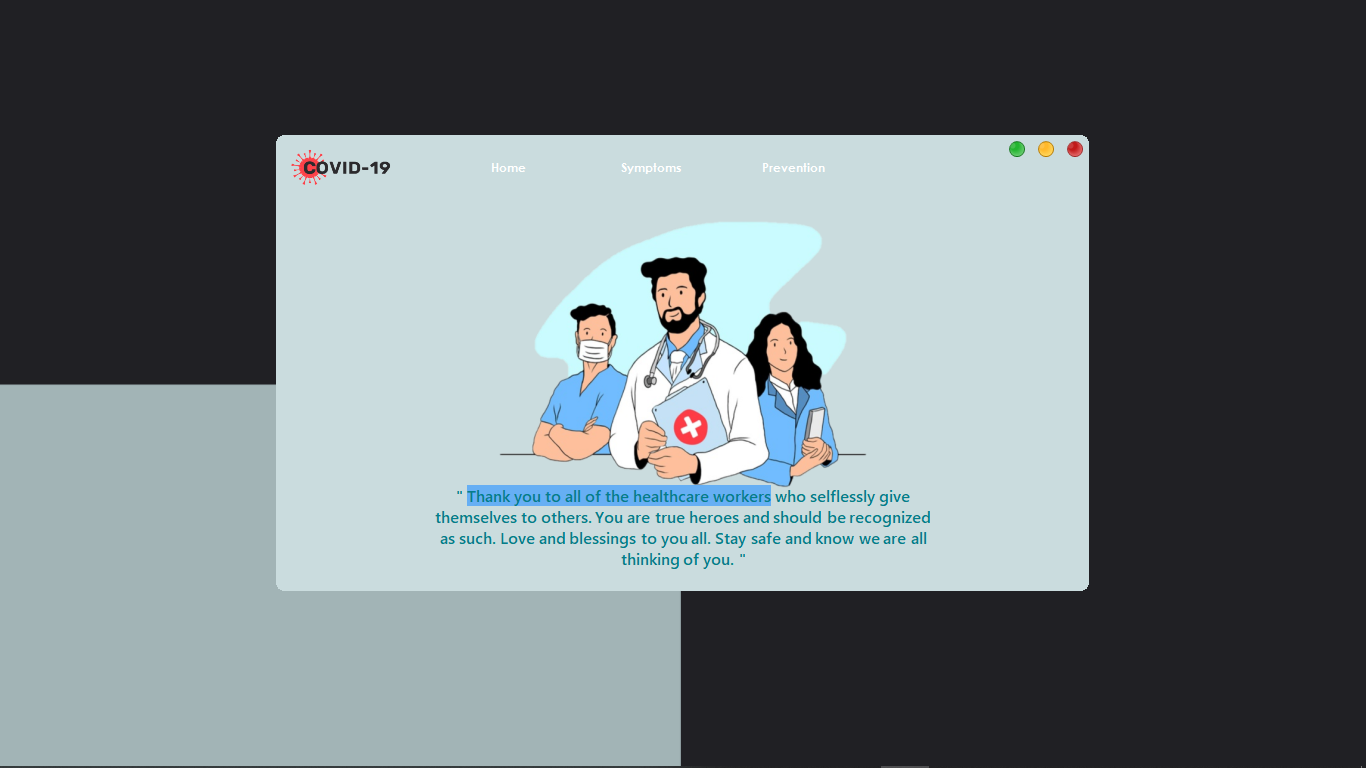 COVID-19
Home
Symptoms
Prevention
" Thank you to all of the healthcare workers who selflessly give
themselves to others. You are true heroes and should be recognized
as such. Love and blessings to you all. Stay safe and know we are all
thinking of you. "